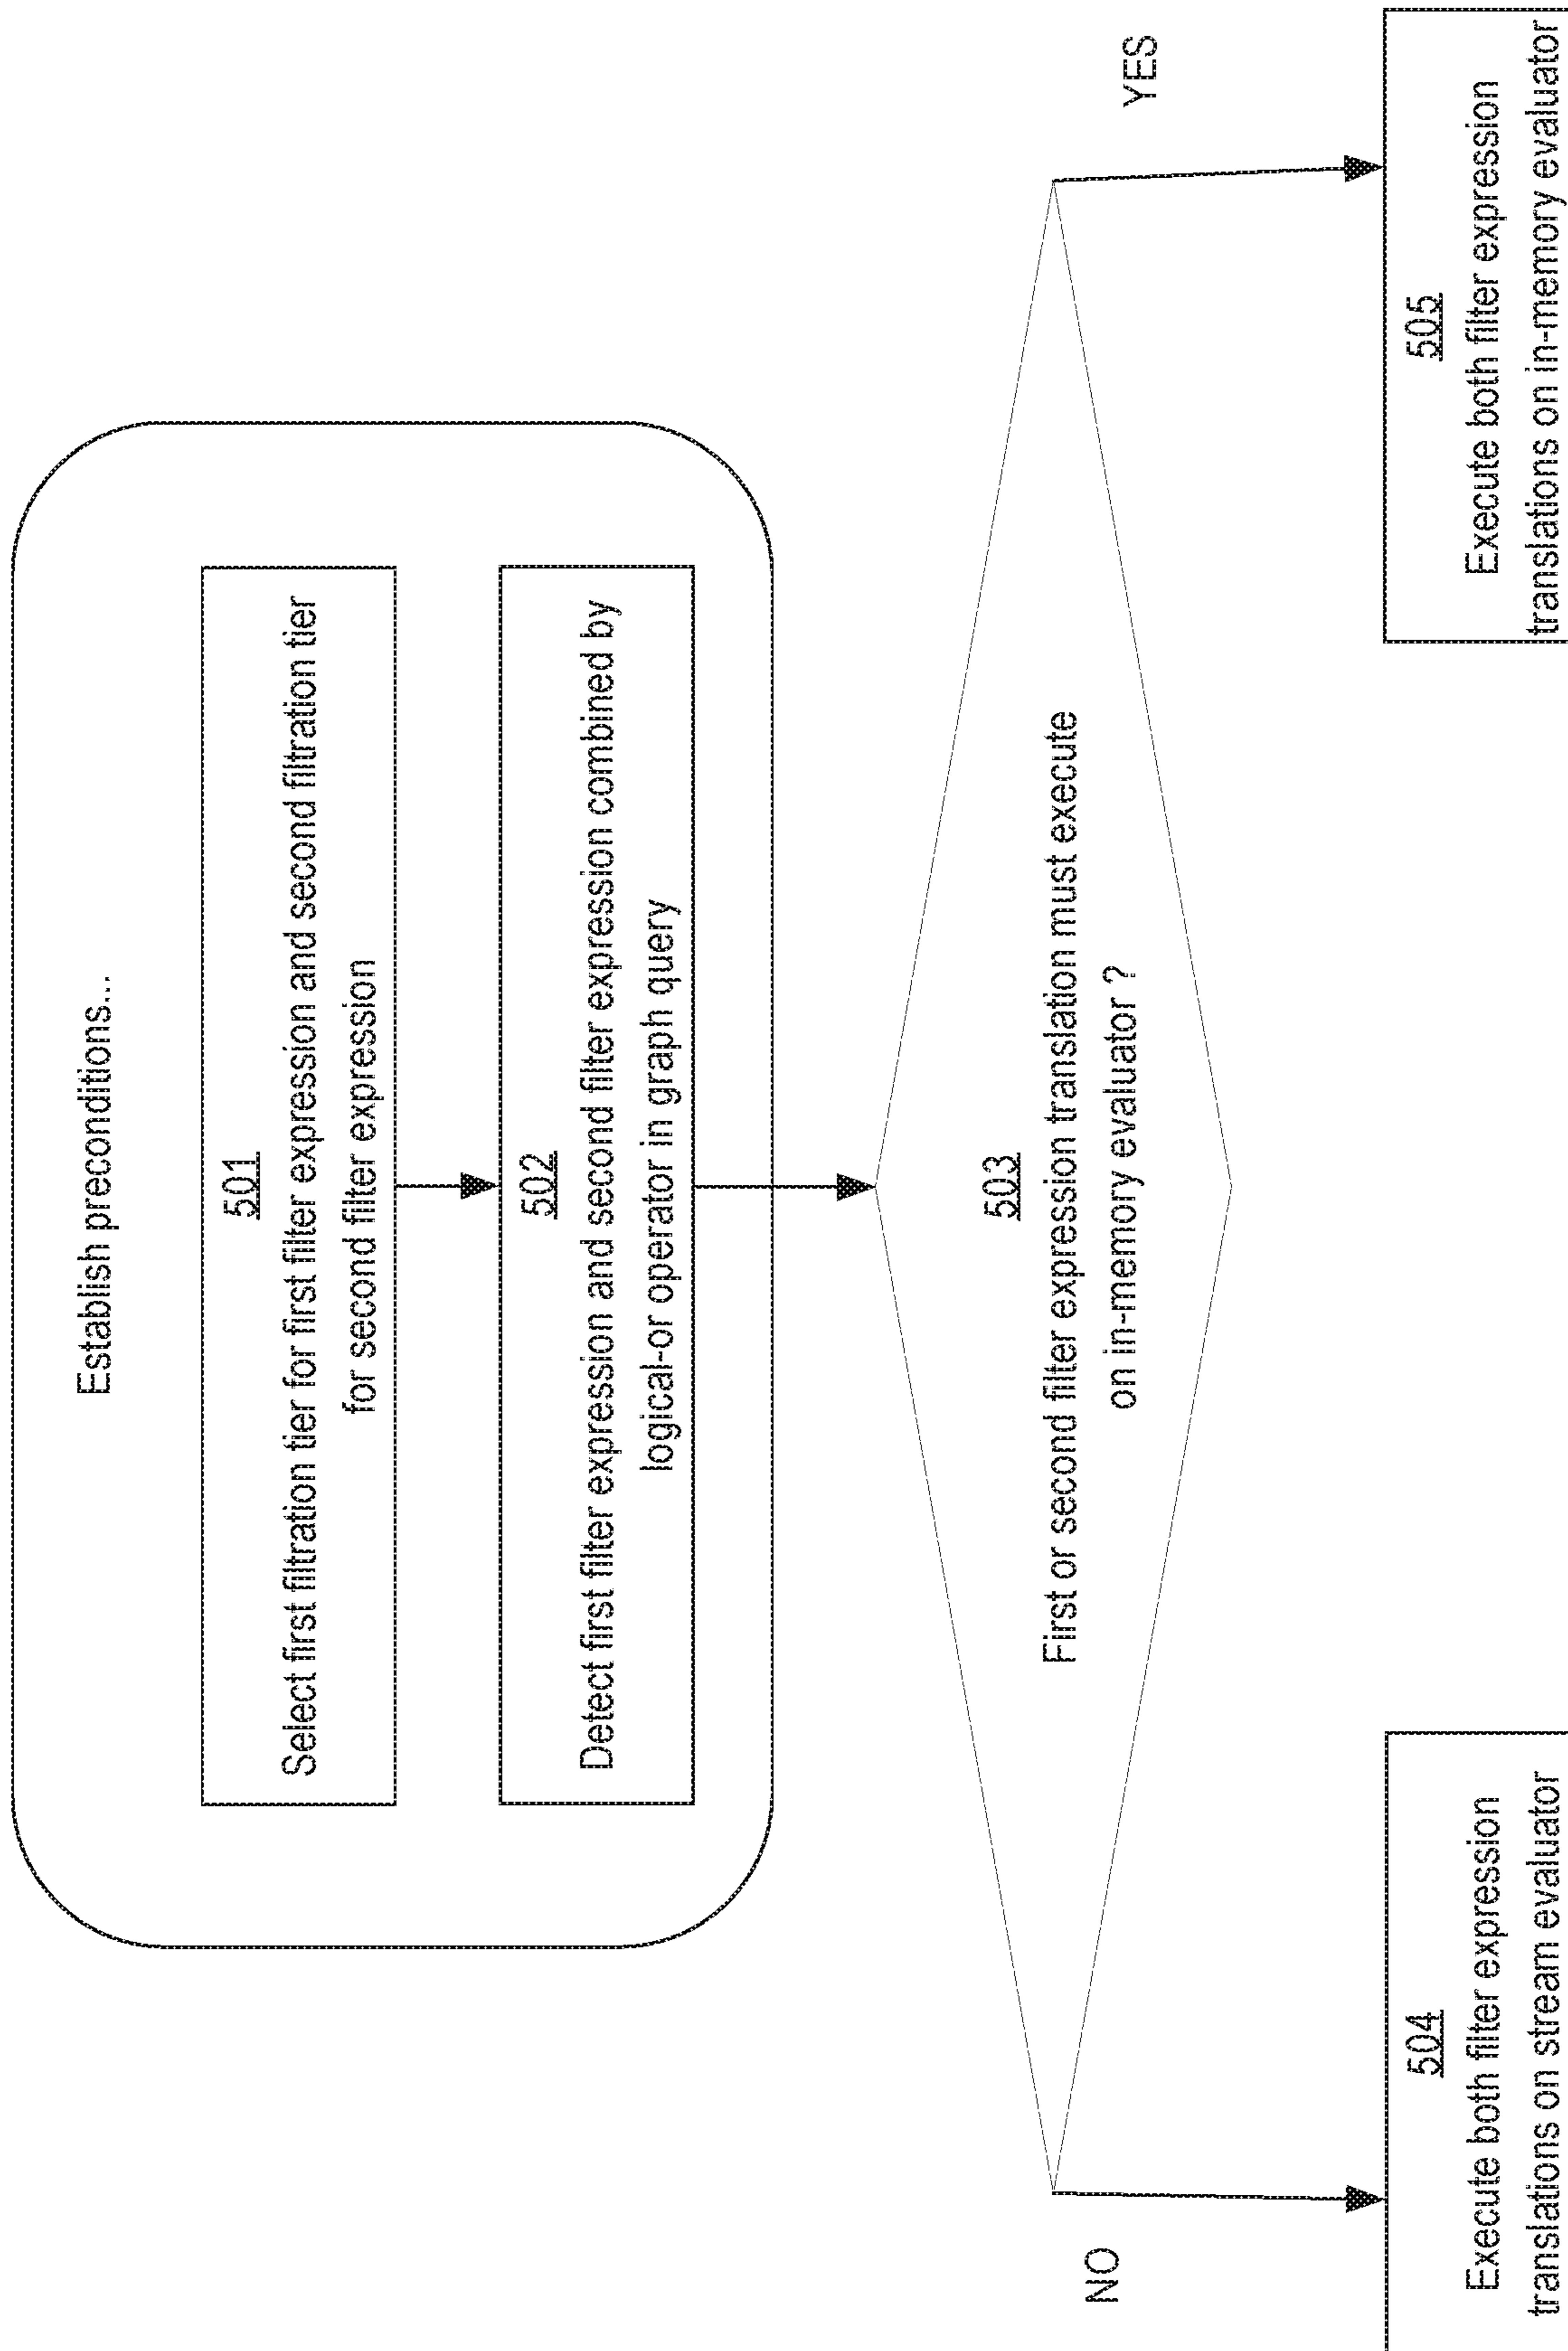 Establish preconditions...
501
Select first filtration tier for first filter expression and second filtration tier
for second filter expression
502
Detect first filter expression and second filter expression combined by
logical-or operator in graph query
503
First or second filter expression translation must execute
on in-memory evaluator ?
NO
YES
504
Execute both filter expression
translations on stream evaluator
505
Execute both filter expression
translations on in-memory evaluator